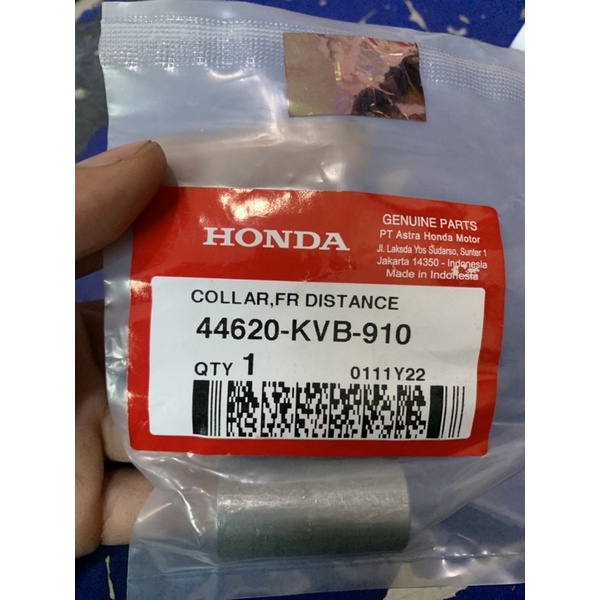 HONDA
GENUINE PARTS
PT Astra Honda Motor
Jl. Laksda Yos Sudarso, Sunter 1
Jakarta 14350 - Indonesia
Made in Indonesia
COLLAR,FR DISTANCE
44620-KVB-910
QTY 1 0111Y22